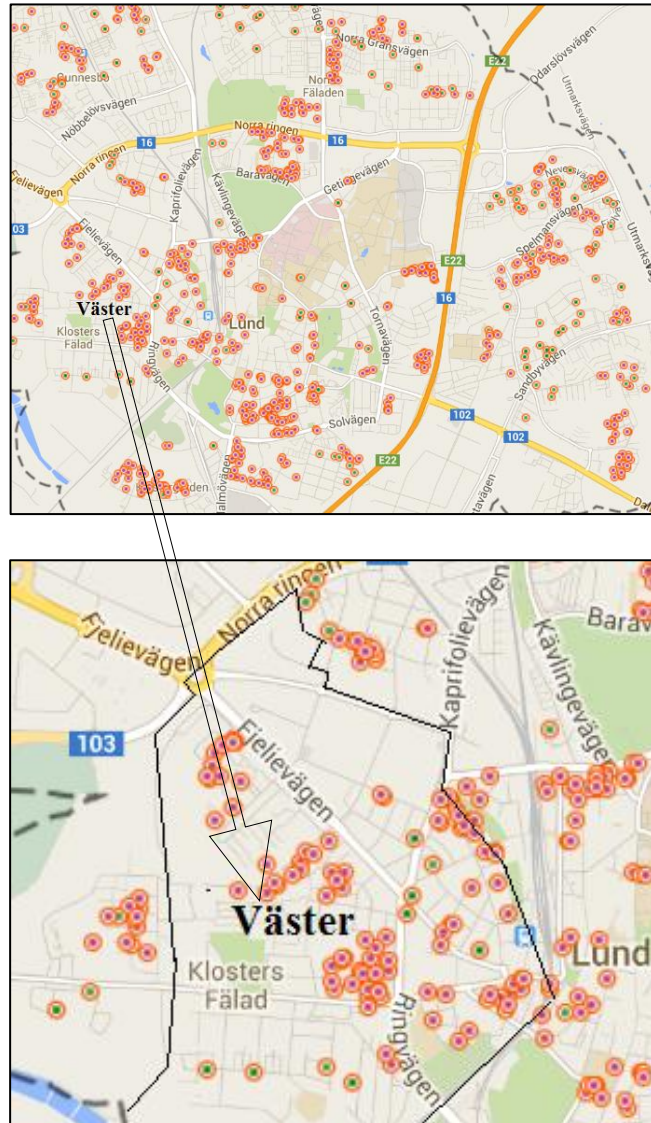 E22
Norra Gränsvägen
Odarslövsvägen
Gunnesbo
Norra
Fäladen
Utmarksvägen
Nöbbelövsvägen
16
Norra ringen
16
Norra ringen
Kaprifolievägen
Kävlingevägen
Baravägen
Getingevägen
Fjelievägen
03
Fjelievägen
Spelmansvägen
Utmarksvägen
E22
16
Väster
Klosters
Fälad
Lund
Tornavägen
Ringvägen
Sandbyvägen
Solvägen
102
102
E22
Norra ringen
Fjelievägen
Kaprifolievägen
Kävlingevägen
103
Fjelievägen
Väster
Klosters
Fälad
Lund
Ringvägen